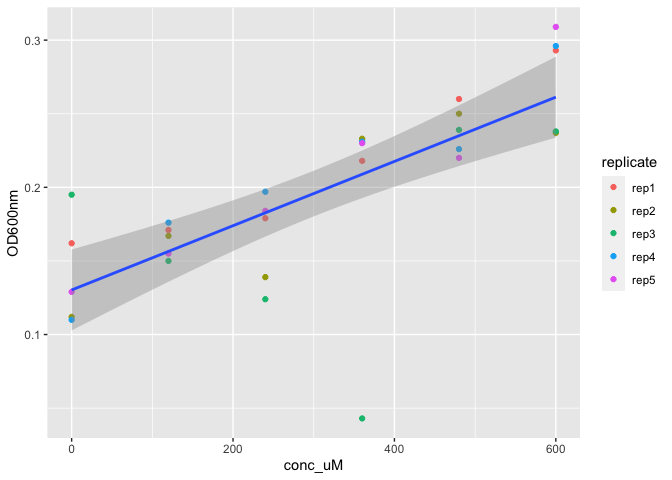 0.3
0.2
0.1
OD600nm
0
200
400
600
conc_uM
replicate
rep1
rep2
rep3
rep4
rep5